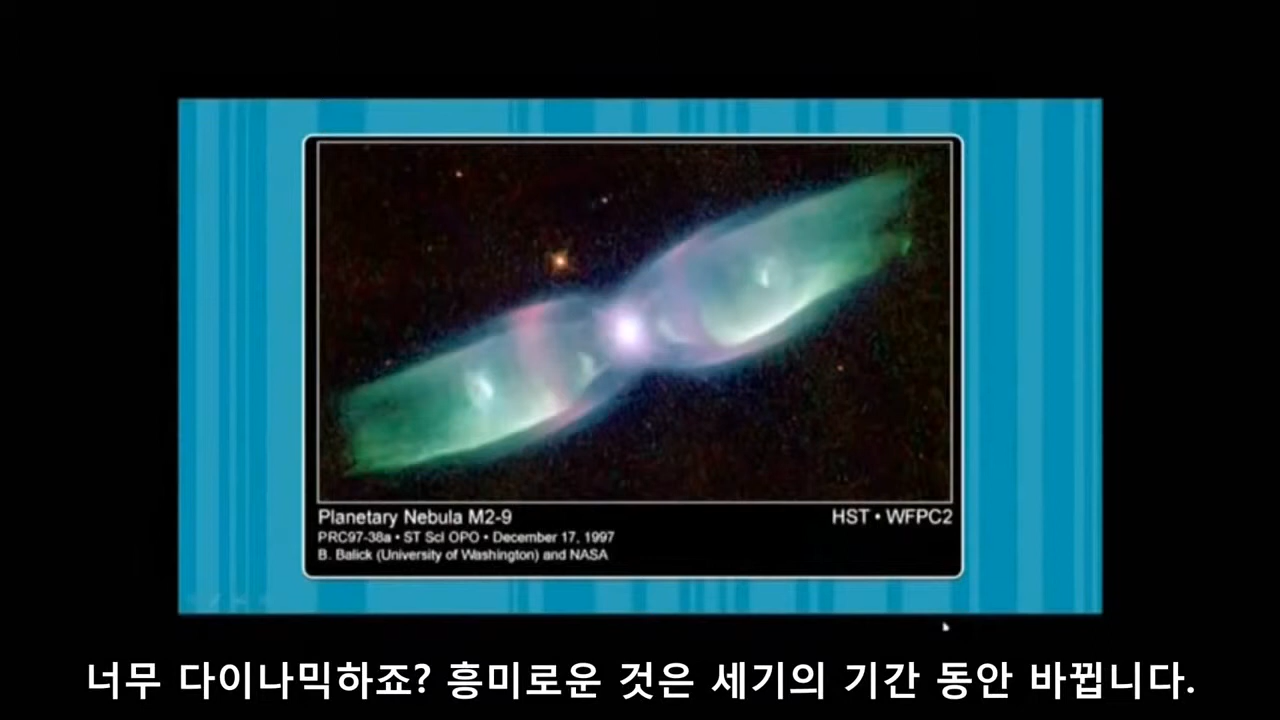 Planetary Nebula M2-9
HST • WFPC2
PRC97-38a • ST ScI OPO • December 17, 1997
B. Balick (University of Washington) and NASA
너무 다이나믹하죠? 흥미로운 것은 세기의 기간 동안 바뀝니다.